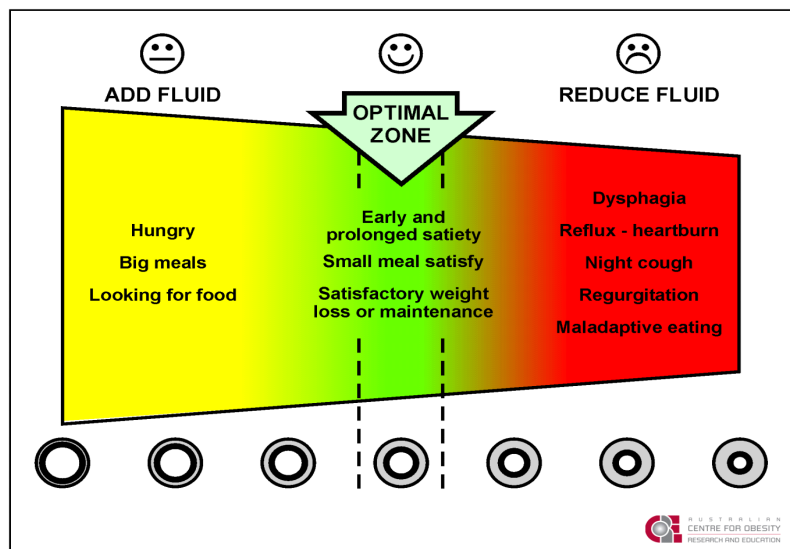 ADD FLUID
OPTIMAL
ZONE
REDUCE FLUID
Hungry
Big meals
Looking for food
Early and
prolonged satiety
Small meal satisfy
Satisfactory weight
loss or maintenance
Dysphagia
Reflux - heartburn
Night cough
Regurgitation
Maladaptive eating
AUSTRALIAN
CENTRE FOR OBESITY
RESEARCH AND EDUCATION